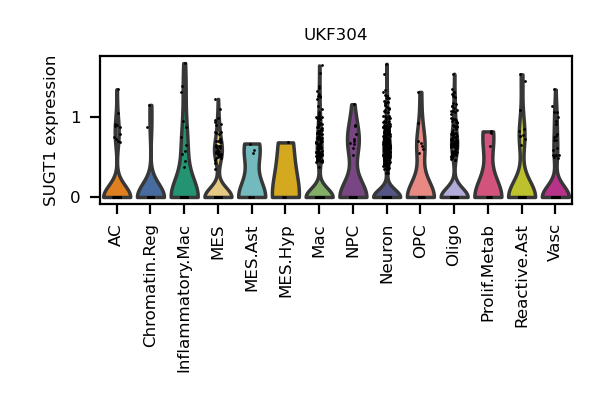 UKF304
SUGT1 expression
1
0
AC
Chromatin.Reg
Inflammatory.Mac
MES
MES.Ast
MES.Hyp
Mac
NPC
Neuron
OPC
Oligo
Prolif.Metab
Reactive.Ast
Vasc